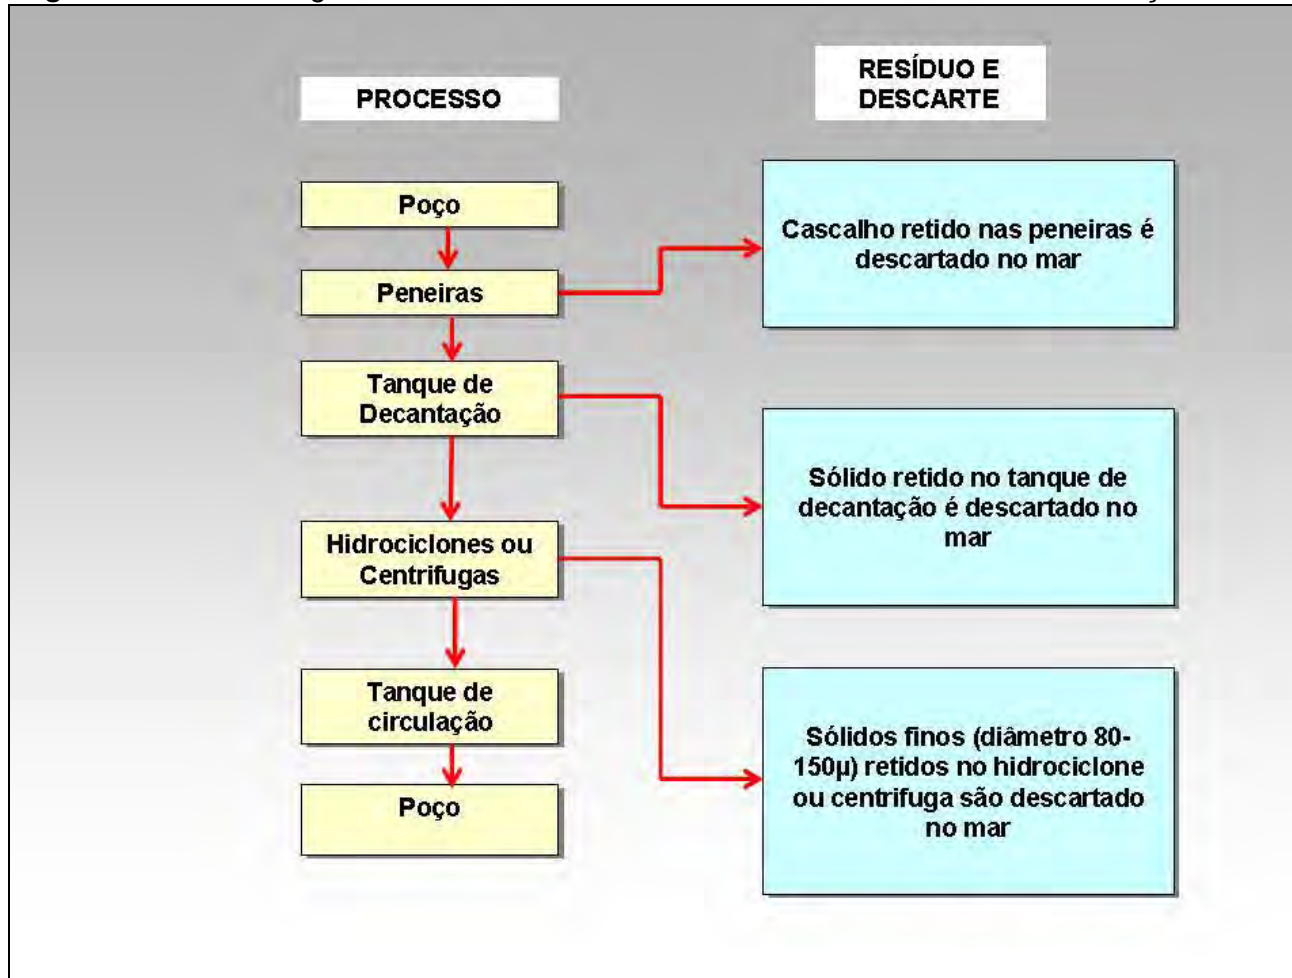 PROCESSO
RESÍDUO E
DESCARTE
Poço
Peneiras
Tanque de
Decantação
Hidrociclones ou
Centrifugas
Tanque de
circulação
Poço
Cascalho retido nas peneiras é
descartado no mar
Sólido retido no tanque de
decantação é descartado no
mar
Sólidos finos (diâmetro 80-
150µ) retidos no hidrociclone
ou centrifuga são descartado
no mar